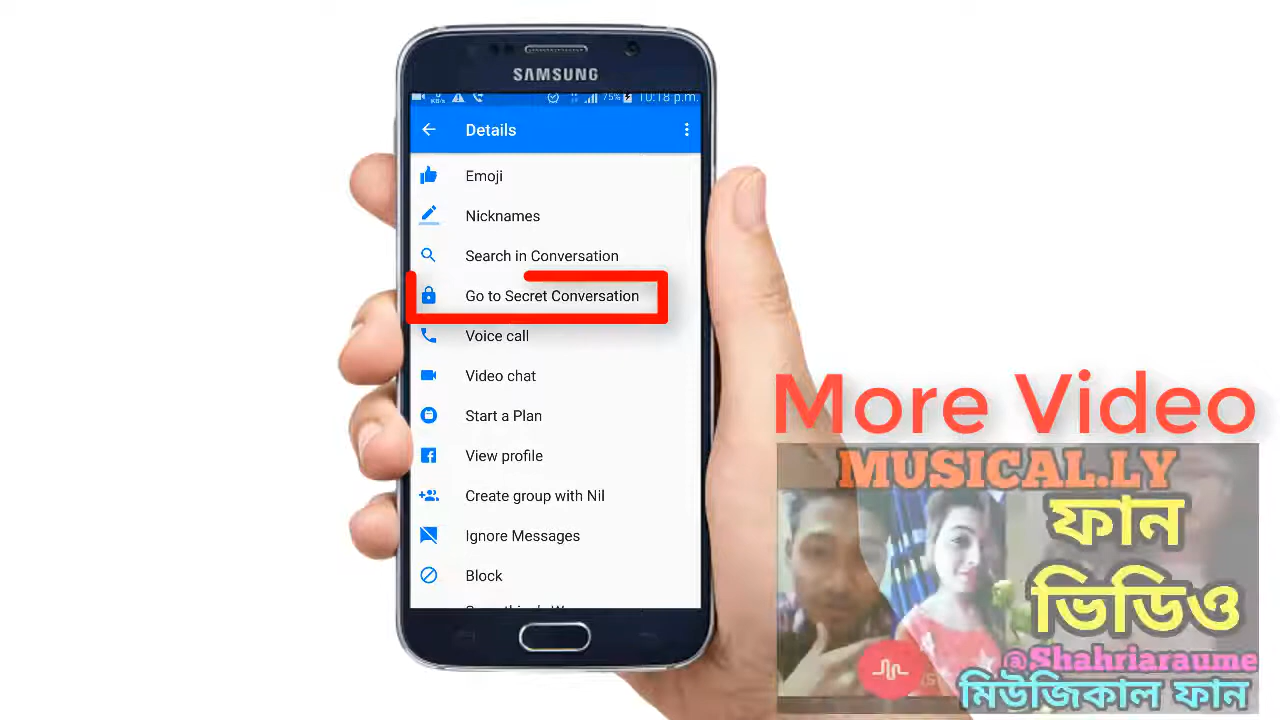 SAMSUNG
75% 10:18 p.m.
Details
Emoji
Nicknames
Search in Conversation
Go to Secret Conversation
Voice call
Video chat
Start a Plan
View profile
Create group with Nil
Ignore Messages
Block
More Video
MUSICAL.LY
ফান
ভিডিও
@Shahriaraume
মিউজিকাল ফান